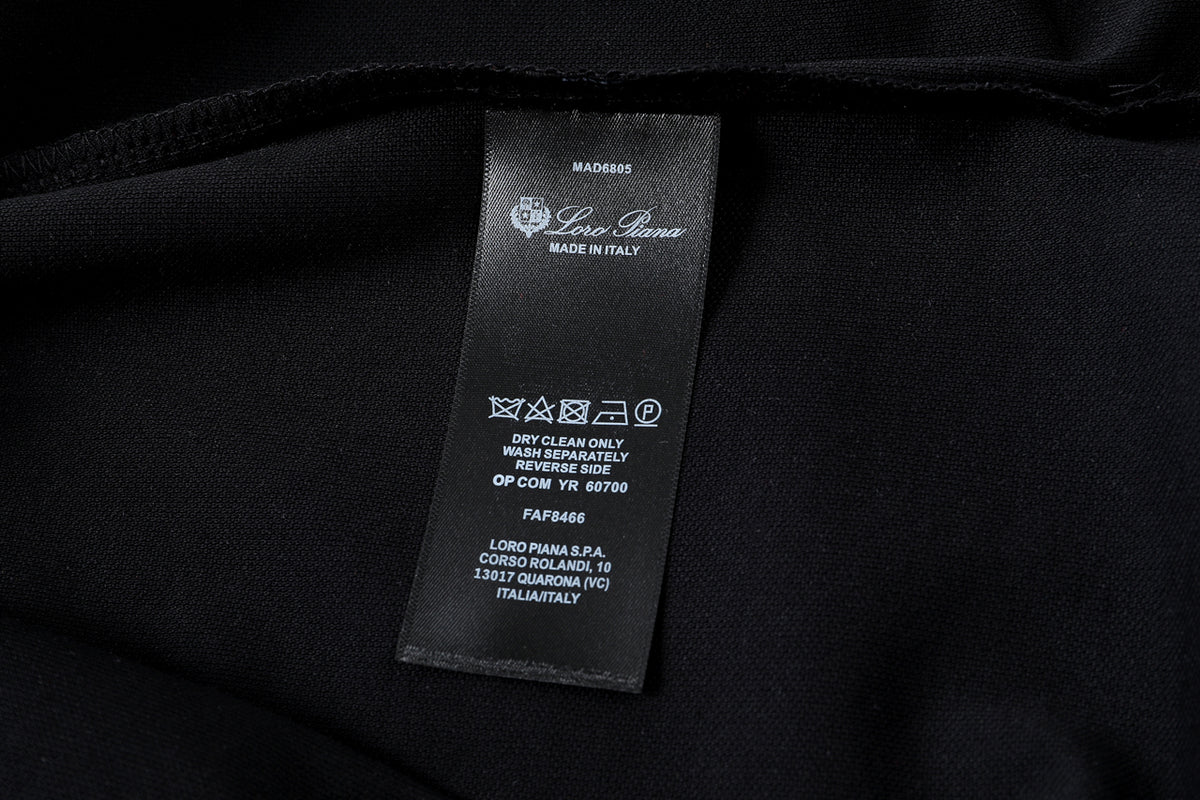 MAD6805
Loro Piana
MADE IN ITALY
P
DRY CLEAN ONLY
WASH SEPARATELY
REVERSE SIDE
OP COM YR 60700
FAF8466
LORO PIANA S.P.A.
CORSO ROLANDI, 10
13017 QUARONA (VC)
ITALIA/ITALY